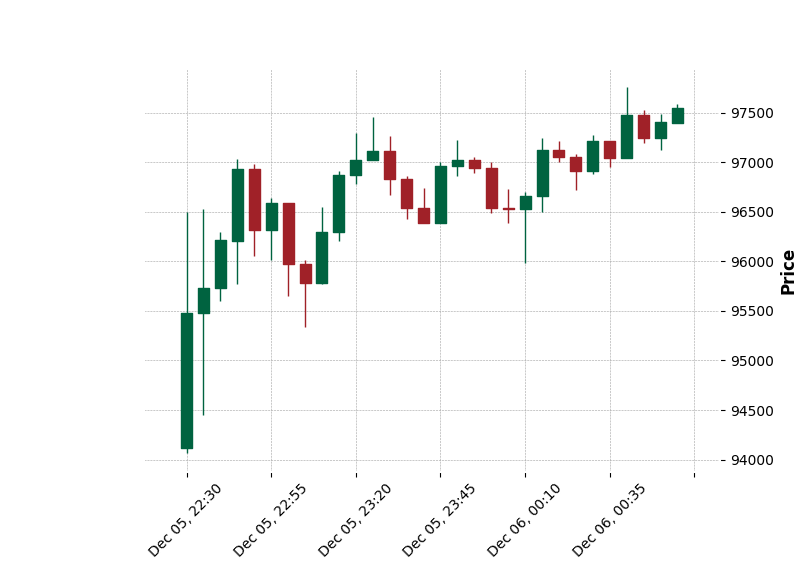 97500
97000
96500
96000
95500
95000
94500
94000
Price
Dec 05, 22:30
Dec 05, 22:55
Dec 05, 23:20
Dec 05, 23:45
Dec 06, 00:10
Dec 06, 00:35